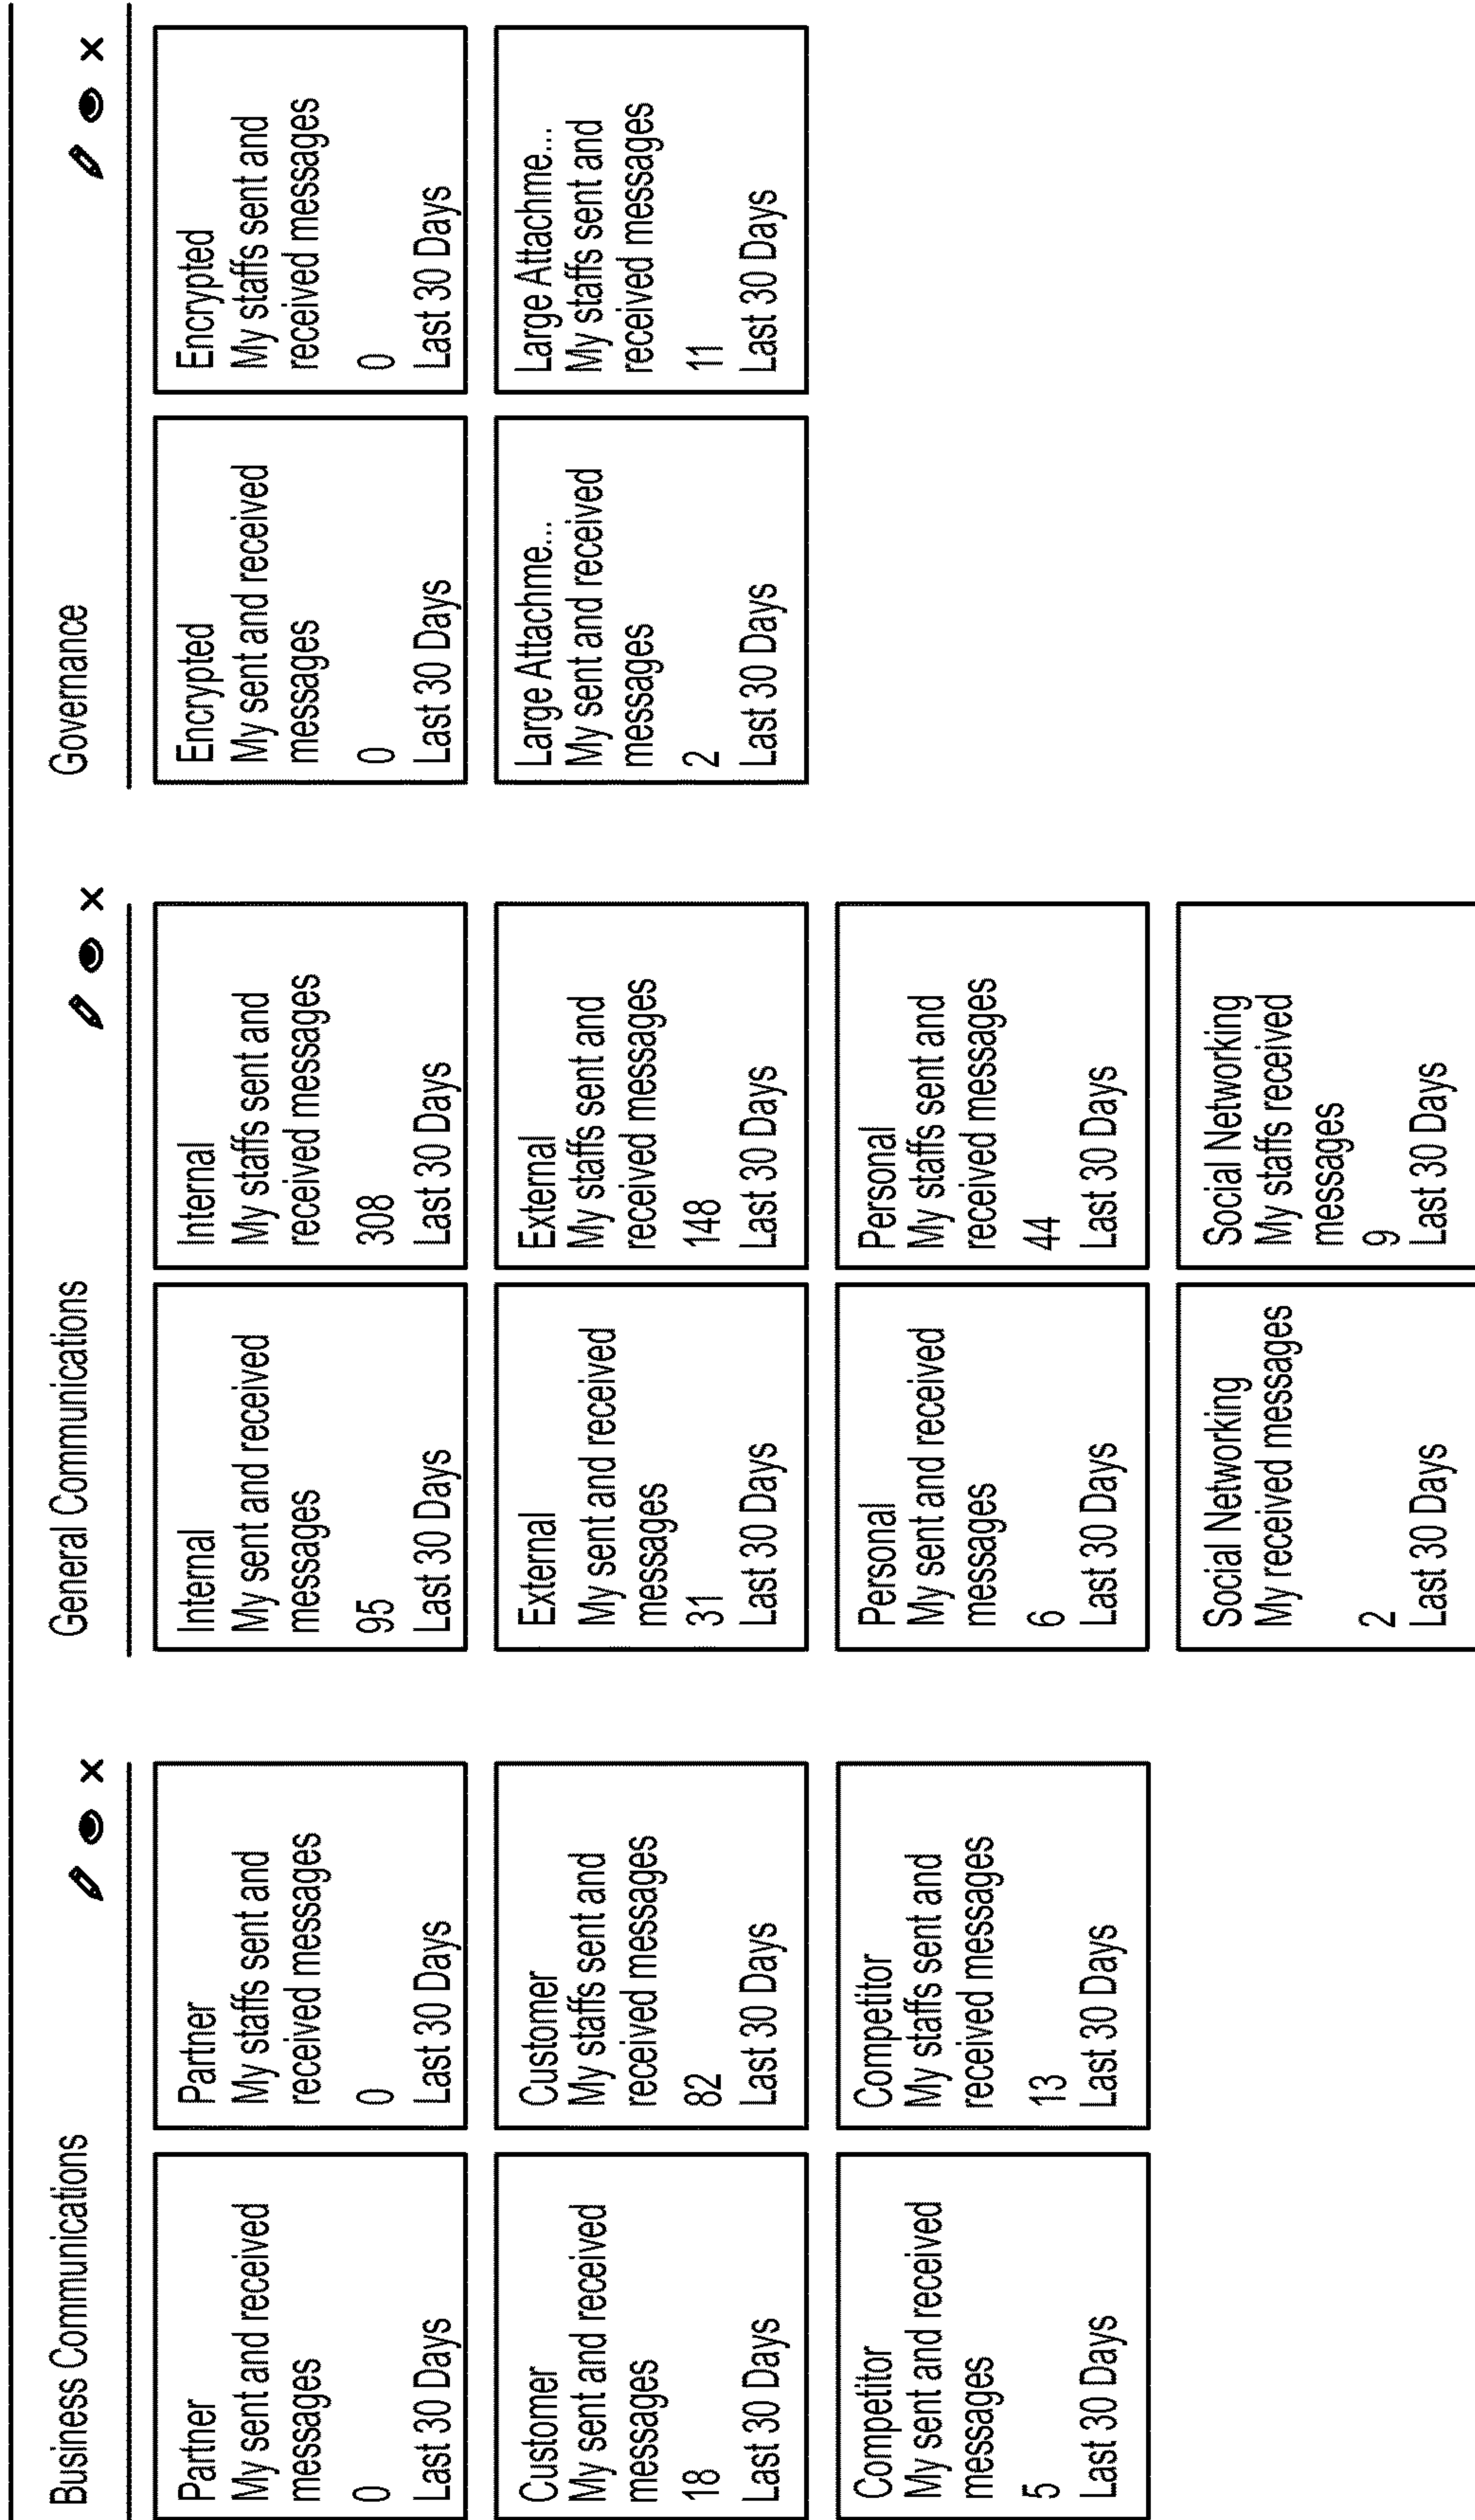 Business Communications
Partner
My sent and received
messages
0
Last 30 Days
Partner
My staffs sent and
received messages
0
Last 30 Days
Customer
My sent and received
messages
18
Last 30 Days
Customer
My staffs sent and
received messages
82
Last 30 Days
Competitor
My sent and received
messages
5
Last 30 Days
Competitor
My staffs sent and
received messages
13
Last 30 Days
General Communications
Internal
My sent and received
messages
95
Last 30 Days
Internal
My staffs sent and
received messages
308
Last 30 Days
External
My sent and received
messages
31
Last 30 Days
External
My staffs sent and
received messages
148
Last 30 Days
Personal
My sent and received
messages
6
Last 30 Days
Personal
My staffs sent and
received messages
44
Last 30 Days
Social Networking
My received messages
2
Last 30 Days
Social Networking
My staffs received
messages
9
Last 30 Days
Governance
Encrypted
My sent and received
messages
0
Last 30 Days
Encrypted
My staffs sent and
received messages
0
Last 30 Days
Large Attachme...
My sent and received
messages
2
Last 30 Days
Large Attachme...
My staffs sent and
received messages
11
Last 30 Days